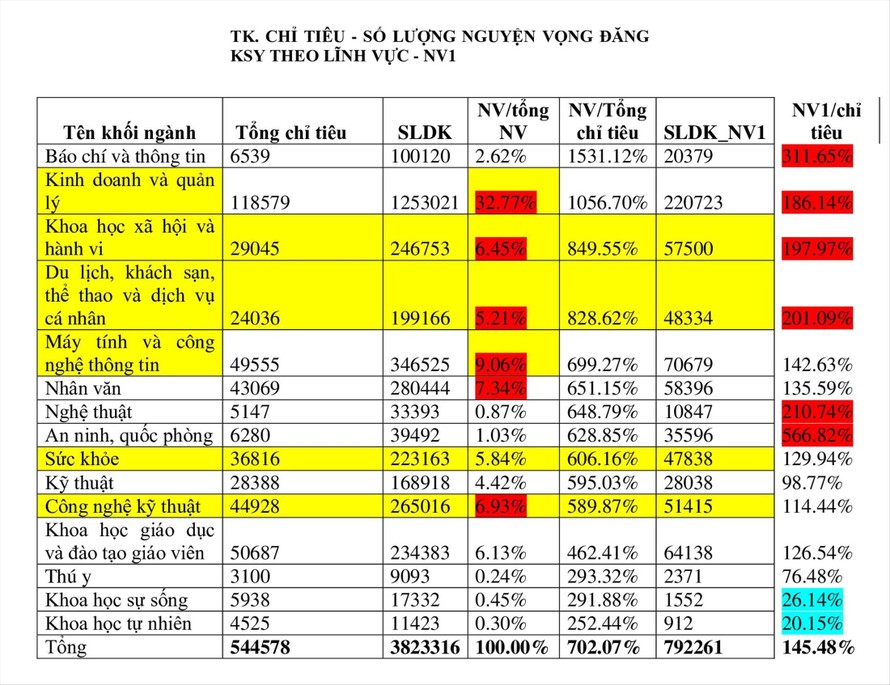 TK. CHỈ TIÊU - SỐ LƯỢNG NGUYỆN VỌNG ĐĂNG
KSY THEO LĨNH VỰC - NV1
Tên khối ngành Tổng chỉ tiêu SLDK NV/tổng NV NV/Tổng chỉ tiêu SLDK_NV1 NV1/chỉ tiêu
Báo chí và thông tin 6539 100120 2.62% 1531.12% 20379 311.65%
Kinh doanh và quản
lý 118579 1253021 32.77% 1056.70% 220723 186.14%
Khoa học xã hội và
hành vi 29045 246753 6.45% 849.55% 57500 197.97%
Du lịch, khách sạn,
thể thao và dịch vụ
cá nhân 24036 199166 5.21% 828.62% 48334 201.09%
Máy tính và công
nghệ thông tin 49555 346525 9.06% 699.27% 70679 142.63%
Nhân văn 43069 280444 7.34% 651.15% 58396 135.59%
Nghệ thuật 5147 33393 0.87% 648.79% 10847 210.74%
An ninh, quốc phòng 6280 39492 1.03% 628.85% 35596 566.82%
Sức khỏe 36816 223163 5.84% 606.16% 47838 129.94%
Kỹ thuật 28388 168918 4.42% 595.03% 28038 98.77%
Công nghệ kỹ thuật 44928 265016 6.93% 589.87% 51415 114.44%
Khoa học giáo dục
và đào tạo giáo viên 50687 234383 6.13% 462.41% 64138 126.54%
Thú y 3100 9093 0.24% 293.32% 2371 76.48%
Khoa học sự sống 5938 17332 0.45% 291.88% 1552 26.14%
Khoa học tự nhiên 4525 11423 0.30% 252.44% 912 20.15%
Tổng 544578 3823316 100.00% 702.07% 792261 145.48%